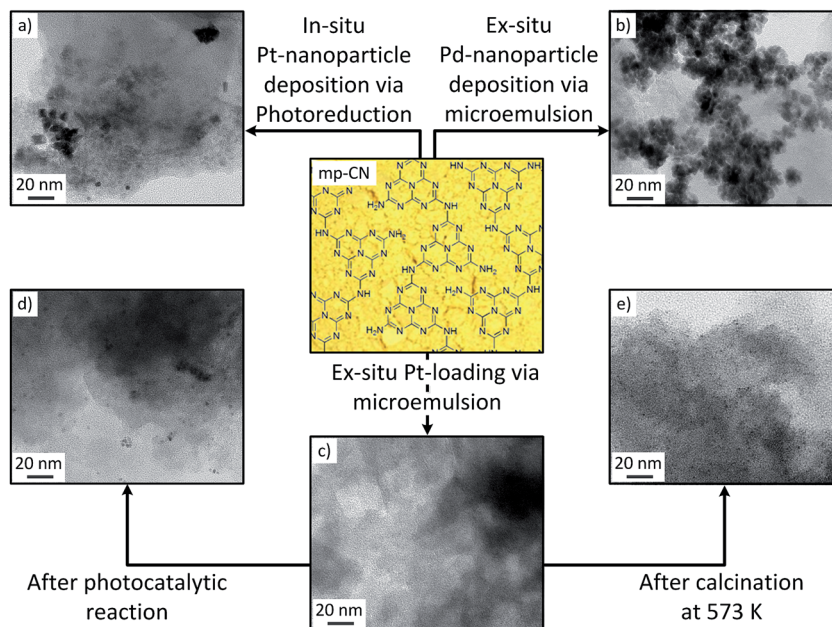 a)
In-situ
Pt-nanoparticle
deposition via
Photoreduction
Ex-situ
Pd-nanoparticle
deposition via
microemulsion
b)
20 nm
20 nm
mp-CN
d)
e)
Ex-situ Pt-loading via
microemulsion
20 nm
20 nm
c)
After photocatalytic
reaction
20 nm
After calcination
at 573 K